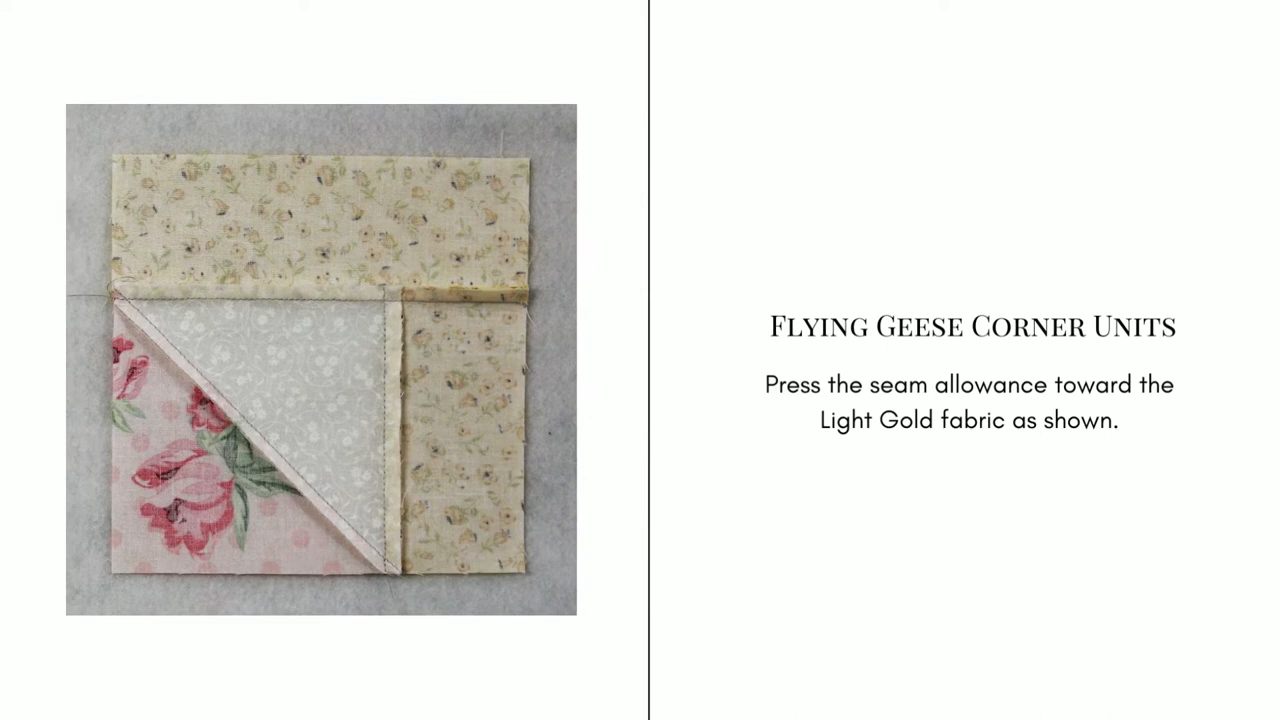 Flying Geese Corner Units
Press the seam allowance toward the
Light Gold fabric as shown.